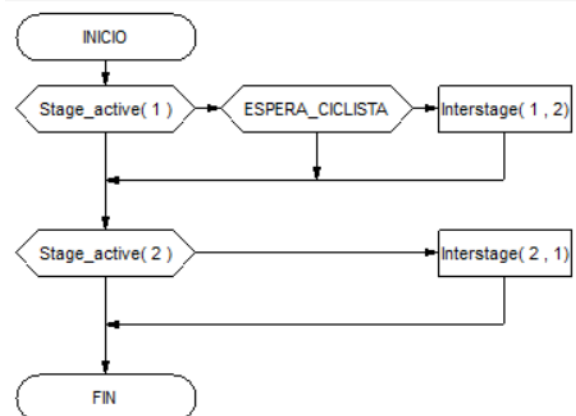 INICIO
Stage_active( 1 )
ESPERA_CICLISTA
Interstage( 1 , 2)
Stage_active( 2 )
Interstage( 2 , 1)
FIN